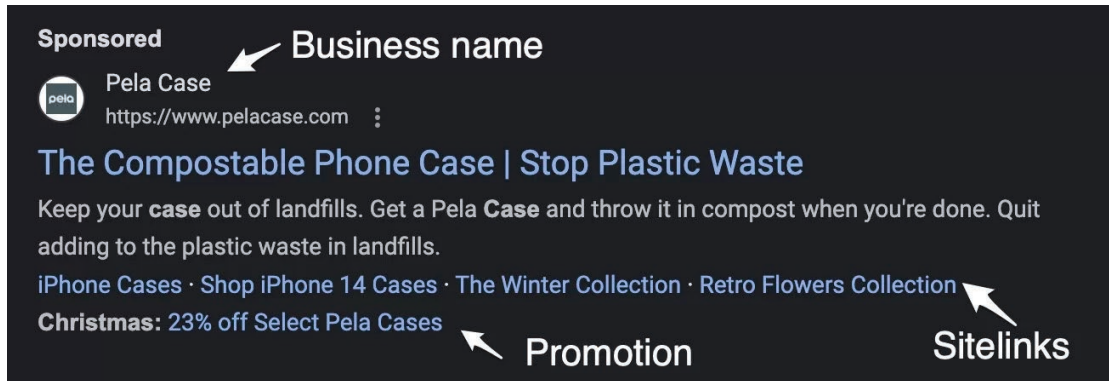 Sponsored
Business name
pela
Pela Case
https://www.pelacase.com
The Compostable Phone Case | Stop Plastic Waste
Keep your case out of landfills. Get a Pela Case and throw it in compost when you're done. Quit
adding to the plastic waste in landfills.
iPhone Cases · Shop iPhone 14 Cases · The Winter Collection · Retro Flowers Collection
Christmas: 23% off Select Pela Cases
Promotion
Sitelinks